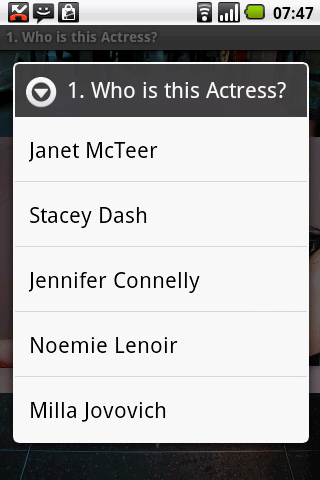 07:47
1. Who is this Actress?
1. Who is this Actress?
Janet McTeer
Stacey Dash
Jennifer Connelly
Noemie Lenoir
Milla Jovovich